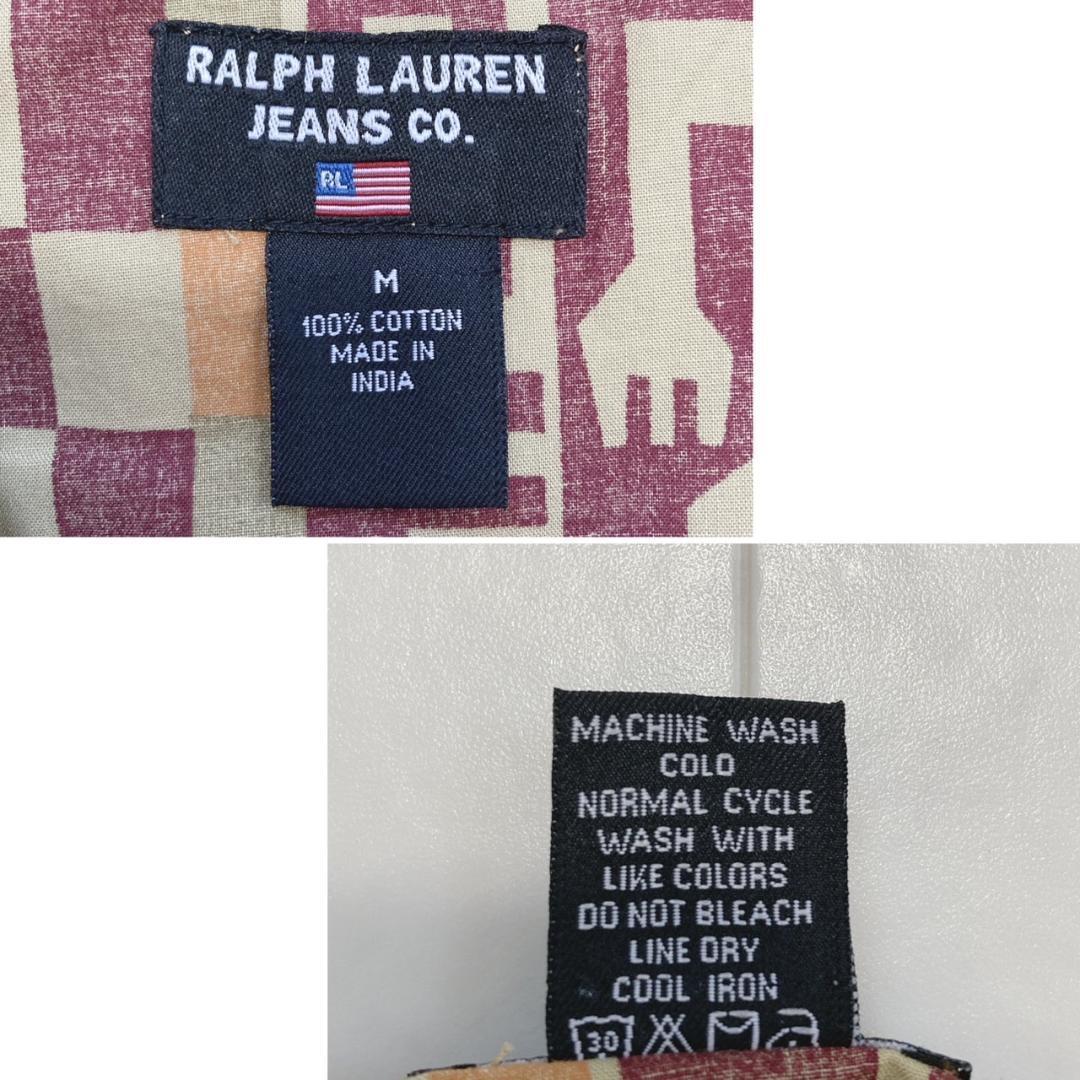 RALPH LAUREN
JEANS CO.
RL
M
100% COTTON
MADE IN
INDIA
MACHINE WASH
COLD
NORMAL CYCLE
WASH WITH
LIKE COLORS
DO NOT BLEACH
LINE DRY
COOL IRON
30